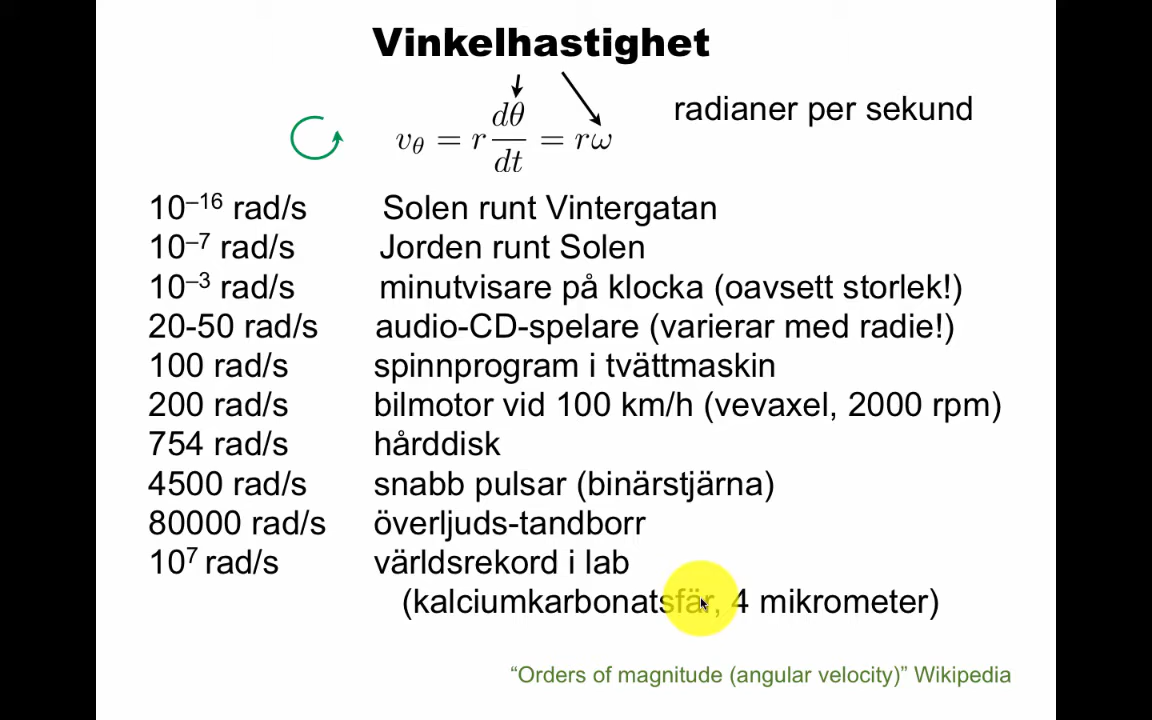 Vinkelhastighet
radianer per sekund
v_θ = r dθ/dt = rω
10⁻¹⁶ rad/s Solen runt Vintergatan
10⁻⁷ rad/s Jorden runt Solen
10⁻³ rad/s minutvisare på klocka (oavsett storlek!)
20-50 rad/s audio-CD-spelare (varierar med radie!)
100 rad/s spinnprogram i tvättmaskin
200 rad/s bilmotor vid 100 km/h (vevaxel, 2000 rpm)
754 rad/s hårddisk
4500 rad/s snabb pulsar (binärstjärna)
80000 rad/s överljuds-tandborr
10⁷ rad/s världsrekord i lab
(kalciumkarbonatsfär, 4 mikrometer)
“Orders of magnitude (angular velocity)” Wikipedia